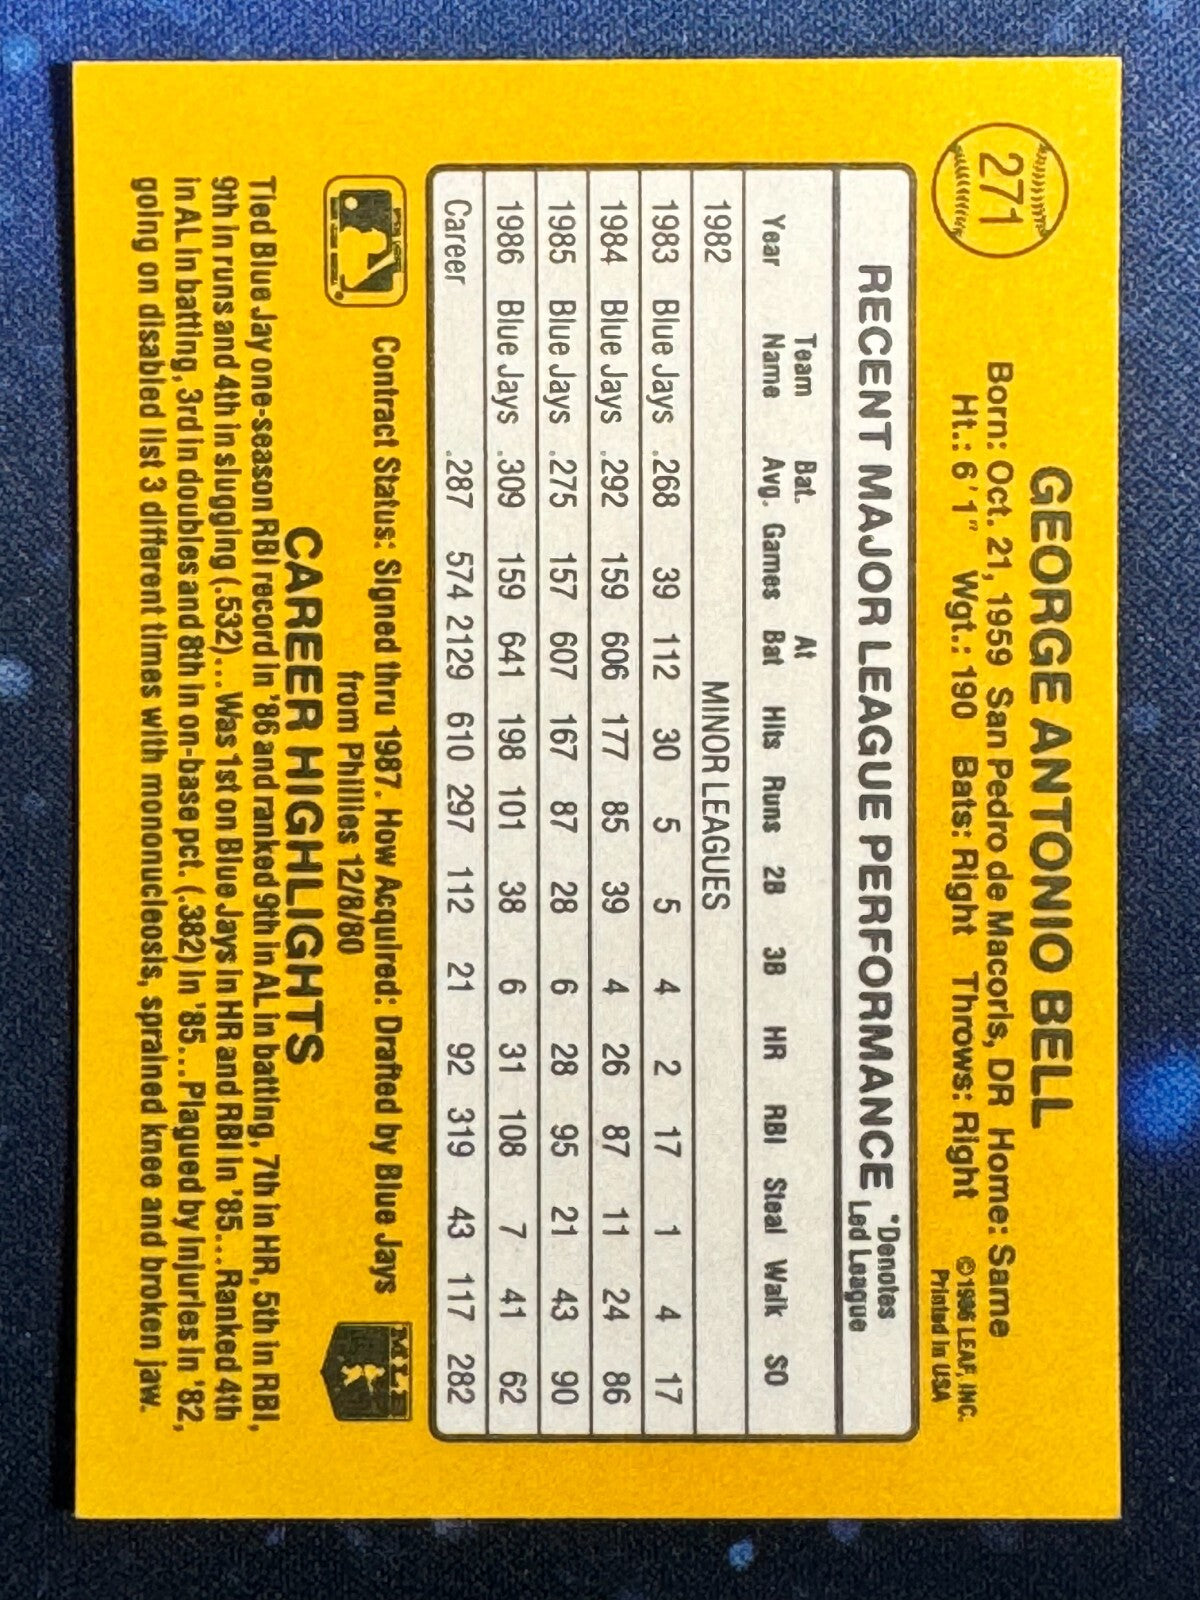 271
GEORGE ANTONIO BELL
Born: Oct. 21, 1959 San Pedro de Macoris, DR Home: Same
Ht.: 6'1" Wgt.: 190 Bats: Right Throws: Right
©1986 LEAF, INC.
Printed in USA
RECENT MAJOR LEAGUE PERFORMANCE
*Denotes
Led League
Year Team Name Bat. Avg. Games At Bat Hits Runs 2B 3B HR RBI Steal Walk SO
1982 MINOR LEAGUES
1983 Blue Jays .268 39 112 30 5 5 4 2 17 1 4 17
1984 Blue Jays .292 159 606 177 85 39 4 26 87 11 24 86
1985 Blue Jays .275 157 607 167 87 28 6 28 95 21 43 90
1986 Blue Jays .309 159 641 198 101 38 6 31 108 7 41 62
Career .287 574 2129 610 297 112 21 92 319 43 117 282
Contract Status: Signed thru 1987. How Acquired: Drafted by Blue Jays
from Phillies 12/8/80
MLB
CAREER HIGHLIGHTS
Tied Blue Jay one-season RBI record in '86 and ranked 9th in AL in batting, 7th in HR, 5th in RBI,
9th in runs and 4th in slugging (.532)...Was 1st on Blue Jays in HR and RBI in '85...Ranked 4th
in AL in batting, 3rd in doubles and 8th in on-base pct. (.382) in '85...Plagued by injuries in '82,
going on disabled list 3 different times with mononucleosis, sprained knee and broken jaw.